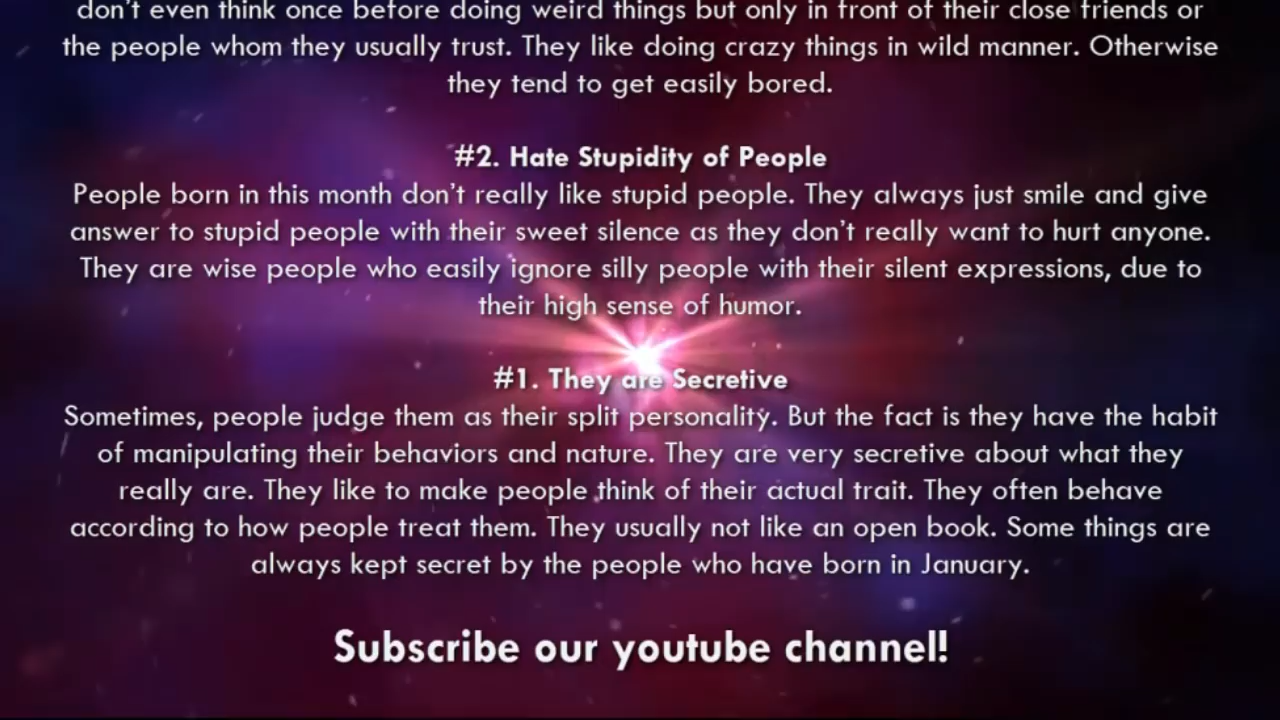 don't even think once before doing weird things but only in front of their close friends or
the people whom they usually trust. They like doing crazy things in wild manner. Otherwise
they tend to get easily bored.
#2. Hate Stupidity of People
People born in this month don't really like stupid people. They always just smile and give
answer to stupid people with their sweet silence as they don't really want to hurt anyone.
They are wise people who easily ignore silly people with their silent expressions, due to
their high sense of humor.
#1. They are Secretive
Sometimes, people judge them as their split personality. But the fact is they have the habit
of manipulating their behaviors and nature. They are very secretive about what they
really are. They like to make people think of their actual trait. They often behave
according to how people treat them. They usually not like an open book. Some things are
always kept secret by the people who have born in January.
Subscribe our youtube channel!